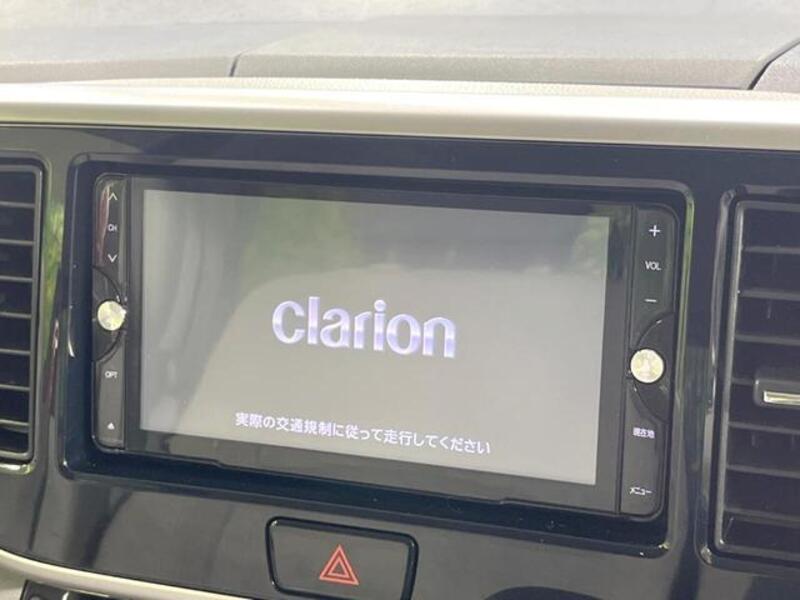 CH
OPT
clarion
実際の交通規制に従って走行してください
VOL
現在地
メニュー